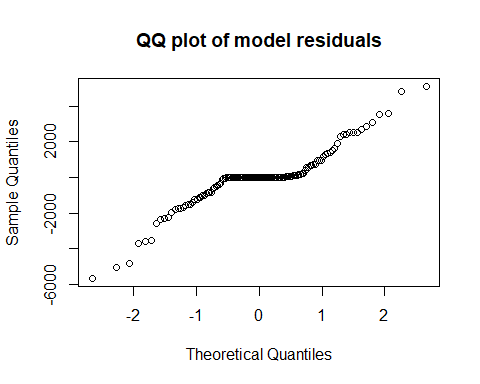 QQ plot of model residuals
Sample Quantiles
2000
-2000
-6000
-2
-1
0
1
2
Theoretical Quantiles